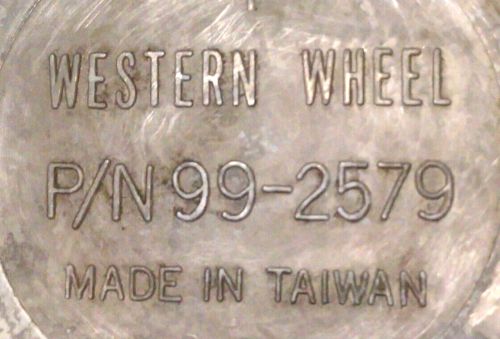 WESTERN WHEEL
P/N 99-2579
MADE IN TAIWAN